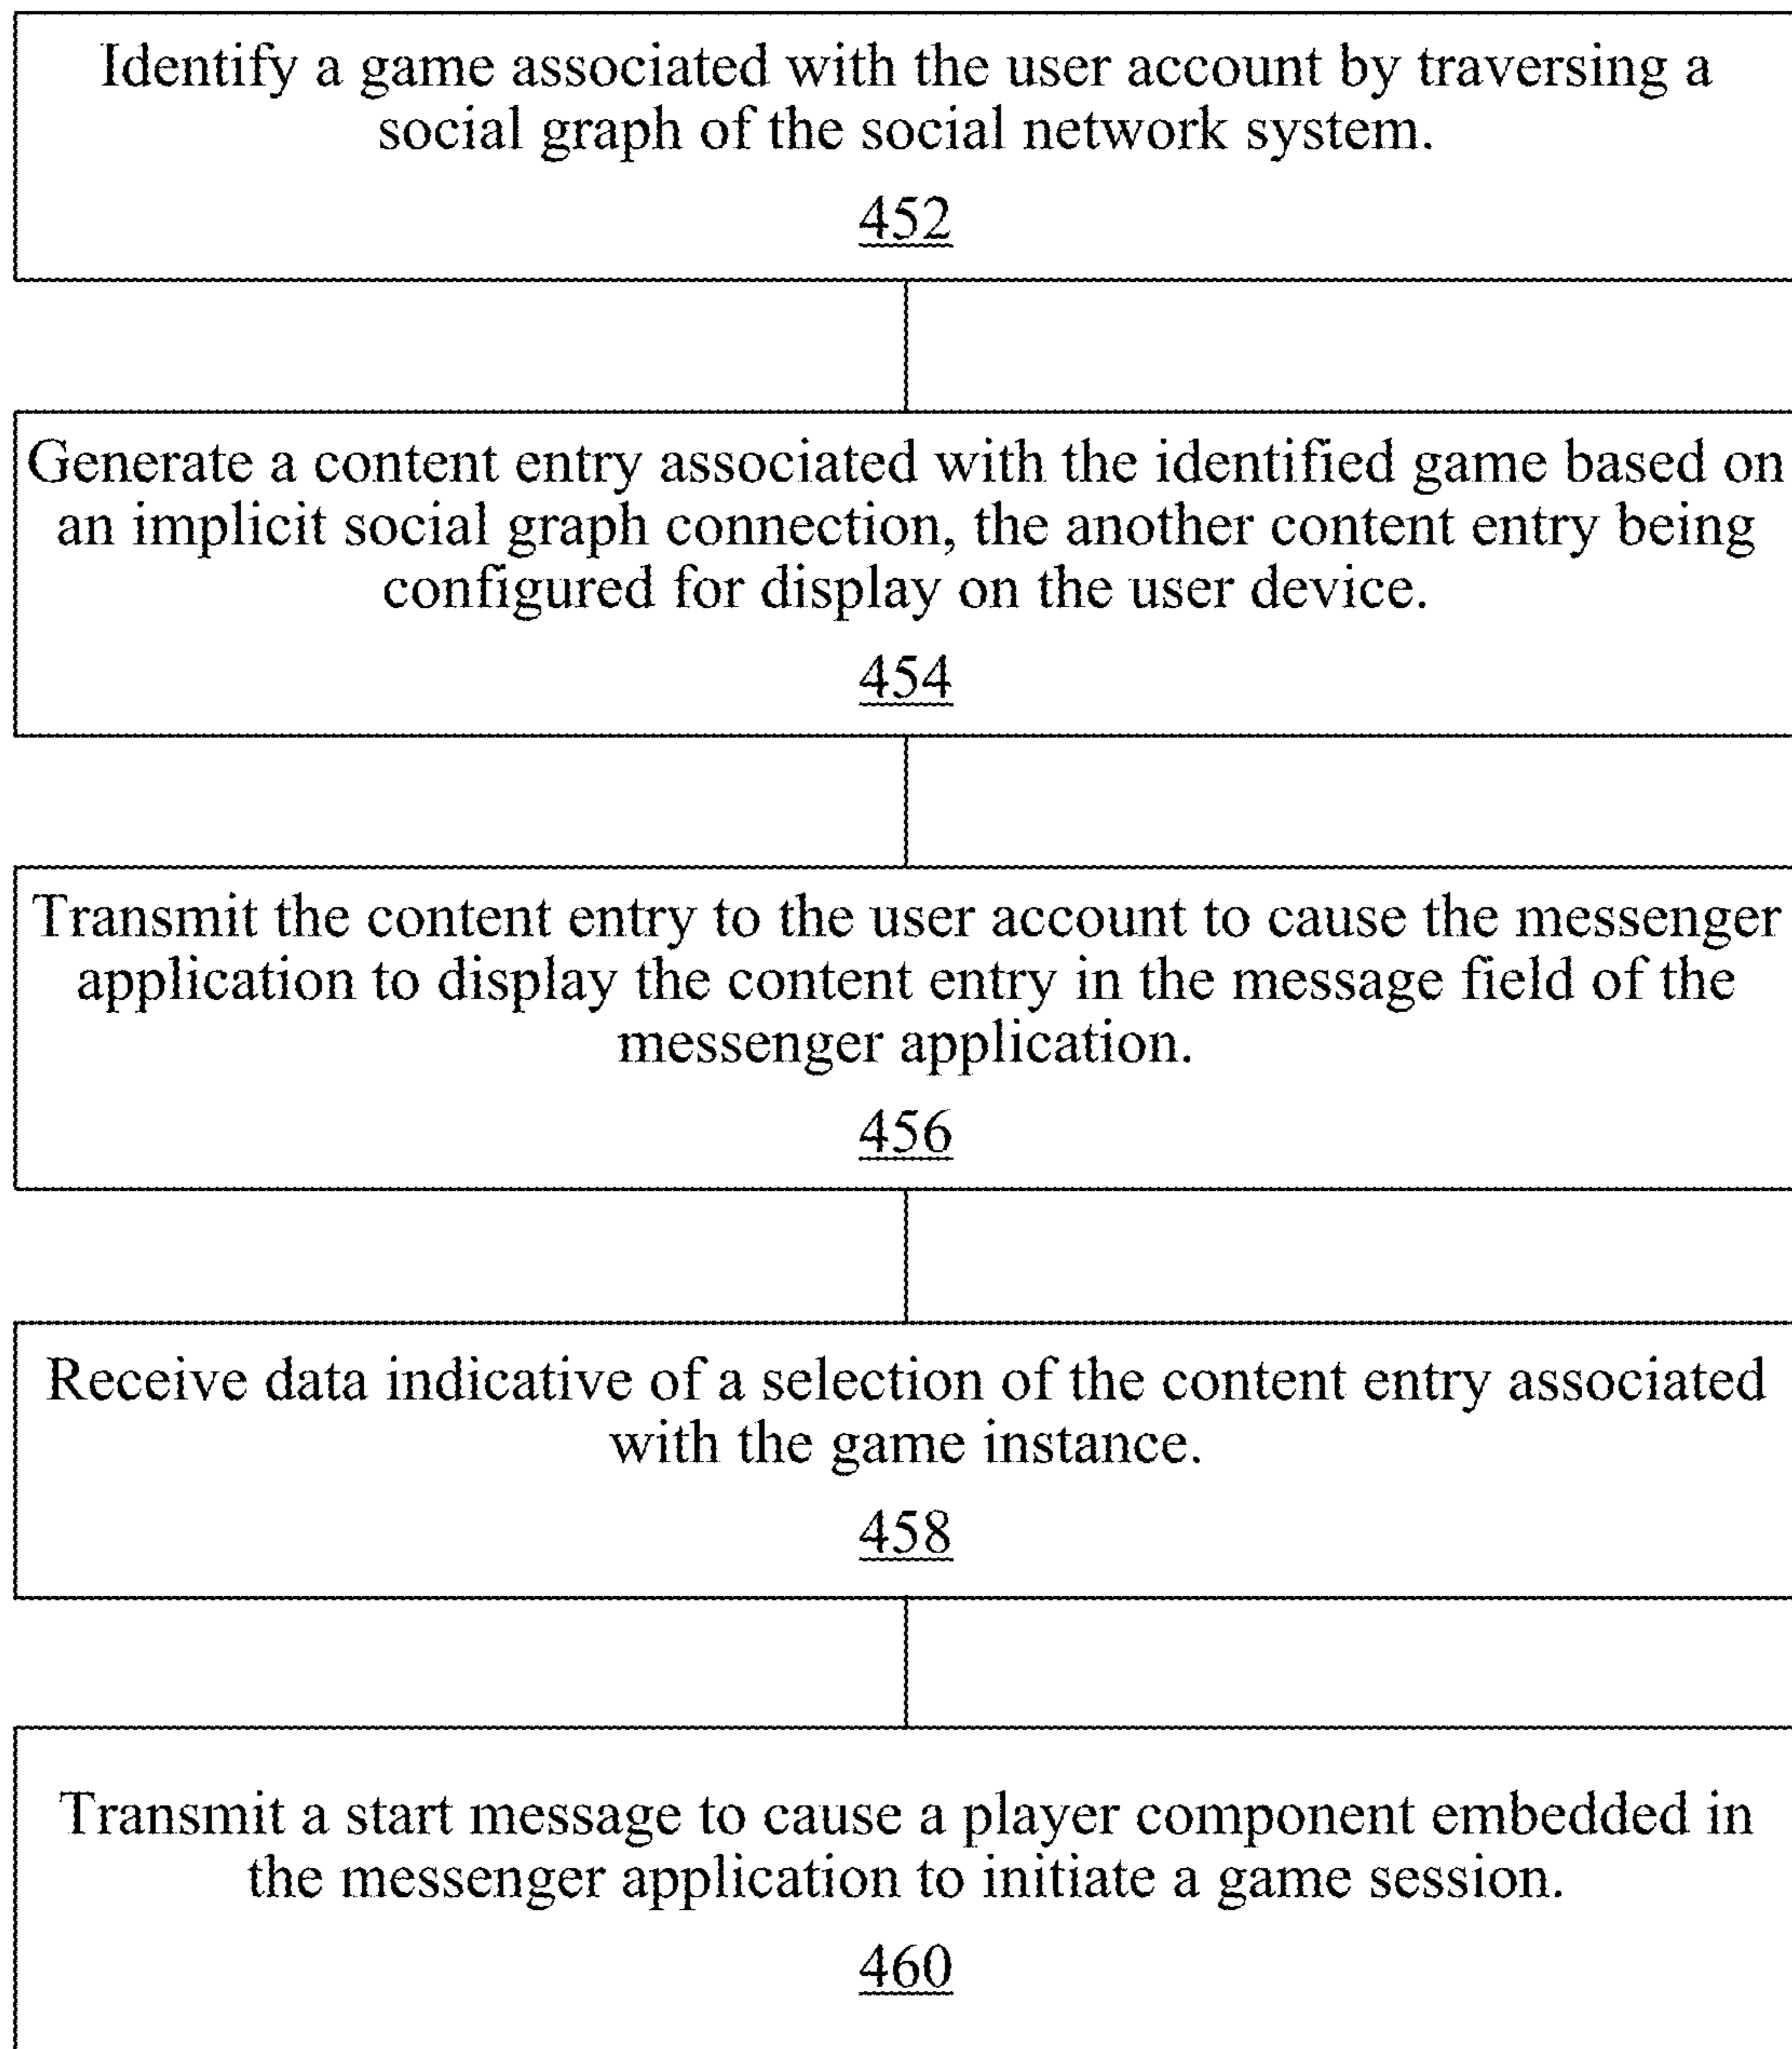 Identify a game associated with the user account by traversing a
social graph of the social network system.
452
Generate a content entry associated with the identified game based on
an implicit social graph connection, the another content entry being
configured for display on the user device.
454
Transmit the content entry to the user account to cause the messenger
application to display the content entry in the message field of the
messenger application.
456
Receive data indicative of a selection of the content entry associated
with the game instance.
458
Transmit a start message to cause a player component embedded in
the messenger application to initiate a game session.
460